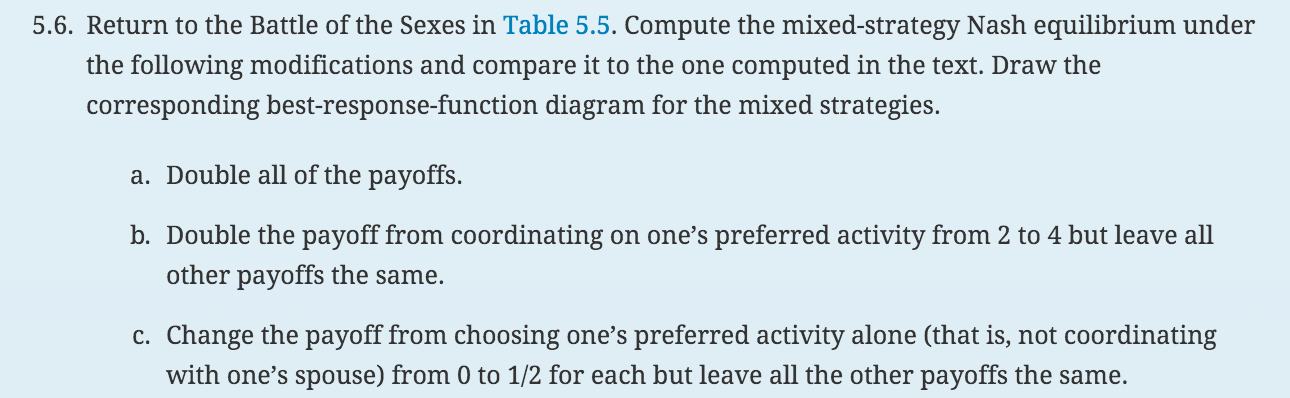 5.6. Return to the Battle of the Sexes in Table 5.5. Compute the mixed-strategy Nash equilibrium under
the following modifications and compare it to the one computed in the text. Draw the
corresponding best-response-function diagram for the mixed strategies.
a. Double all of the payoffs.
b. Double the payoff from coordinating on one’s preferred activity from 2 to 4 but leave all
other payoffs the same.
c. Change the payoff from choosing one’s preferred activity alone (that is, not coordinating
with one’s spouse) from 0 to 1/2 for each but leave all the other payoffs the same.